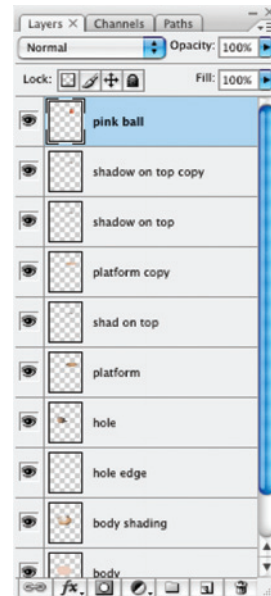 Layers × Channels Paths
Normal Opacity: 100%
Lock: Fill: 100%
pink ball
shadow on top copy
shadow on top
platform copy
shad on top
platform
hole
hole edge
body shading
body
fx.